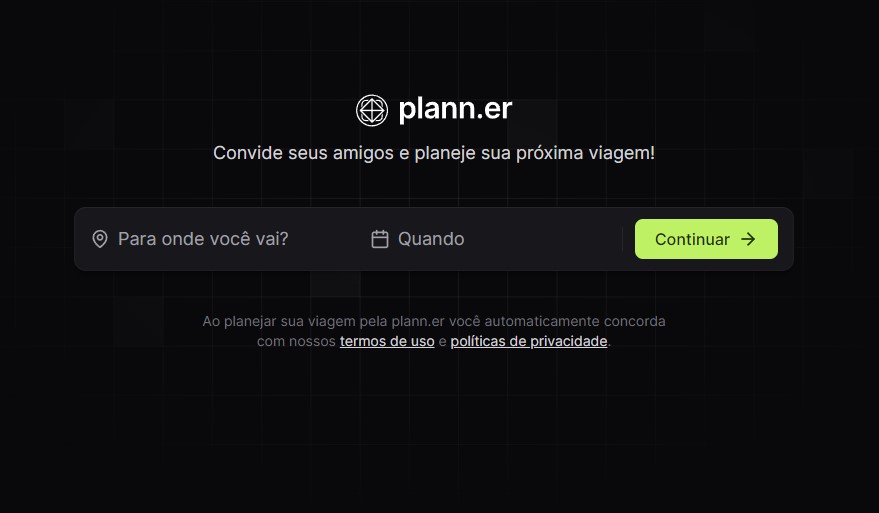 plann.er
Convide seus amigos e planeje sua próxima viagem!
Para onde você vai? Quando Continuar
Ao planejar sua viagem pela plann.er você automaticamente concorda
com nossos termos de uso e políticas de privacidade.